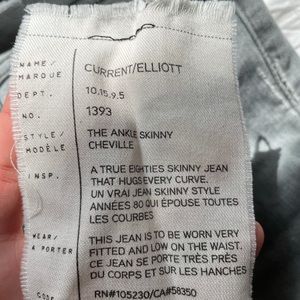 NAME/ CURRENT/ELLIOTT
MARQUE
DEPT. 10.15.9.5
NO. 1393
STYLE/ THE ANKLE SKINNY
MODÈLE CHEVILLE
INSP. A TRUE EIGHTIES SKINNY JEAN
THAT HUGS EVERY CURVE.
UN VRAI JEAN SKINNY STYLE
ANNÉES 80 QUI ÉPOUSE TOUTES
LES COURBES
WEAR/ THIS JEAN IS TO BE WORN VERY
A PORTER FITTED AND LOW ON THE WAIST.
CE JEAN SE PORTE TRÈS PRÈS
DU CORPS ET SUR LES HANCHES
CODE RN#105230/CA#58350